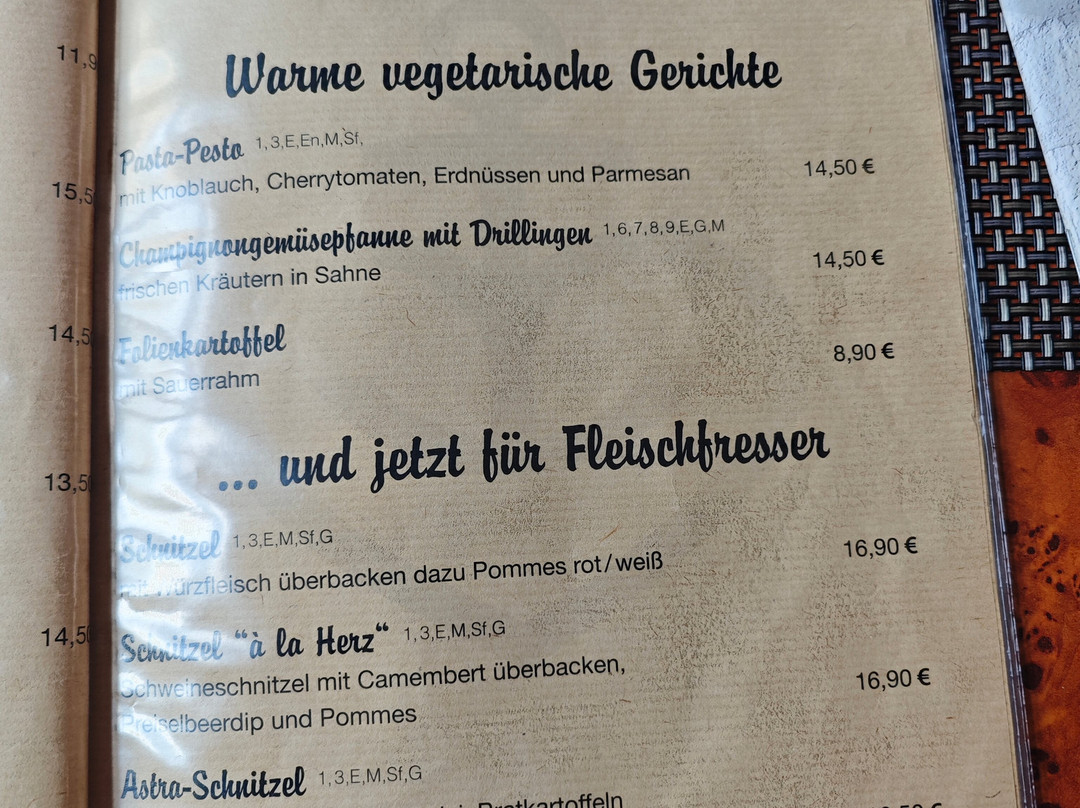 11,9
15,5
14,5
13,5
14,50
Warme vegetarische Gerichte
Pasta-Pesto 1,3,E,En,M,Sf,
mit Knoblauch, Cherrytomaten, Erdnüssen und Parmesan 14,50 €
Champignongemüsepfanne mit Drillingen 1,6,7,8,9,E,G,M
frischen Kräutern in Sahne 14,50 €
Folienkartoffel
mit Sauerrahm 8,90 €
... und jetzt für Fleischfresser
Schnitzel 1,3,E,M,Sf,G
mit Würzfleisch überbacken dazu Pommes rot/weiß 16,90 €
Schnitzel “à la Herz“ 1,3,E,M,Sf,G
Schweineschnitzel mit Camembert überbacken, 16,90 €
Preiselbeerdip und Pommes
Astra-Schnitzel 1,3,E,M,Sf,G
Bratkartoffeln